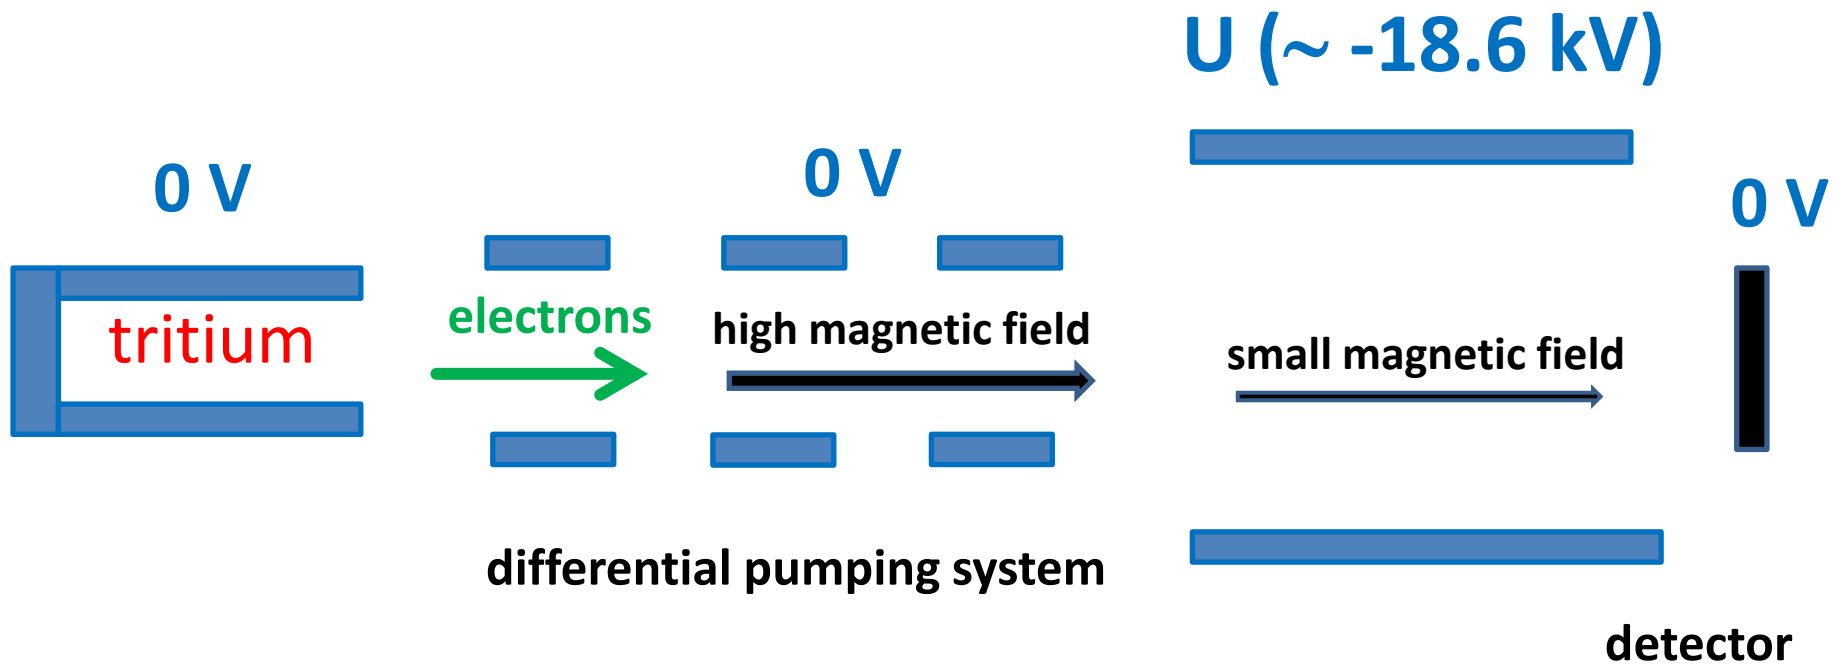 U (~ -18.6 kV)
0 V
0 V
0 V
tritium
electrons
high magnetic field
small magnetic field
differential pumping system
detector